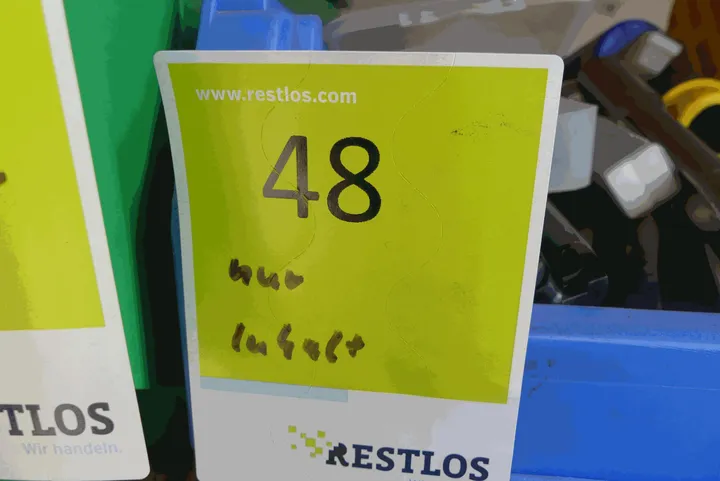 www.restlos.com
48
nur
Inhalt
RESTLOS
TLOS
Wir handeln.